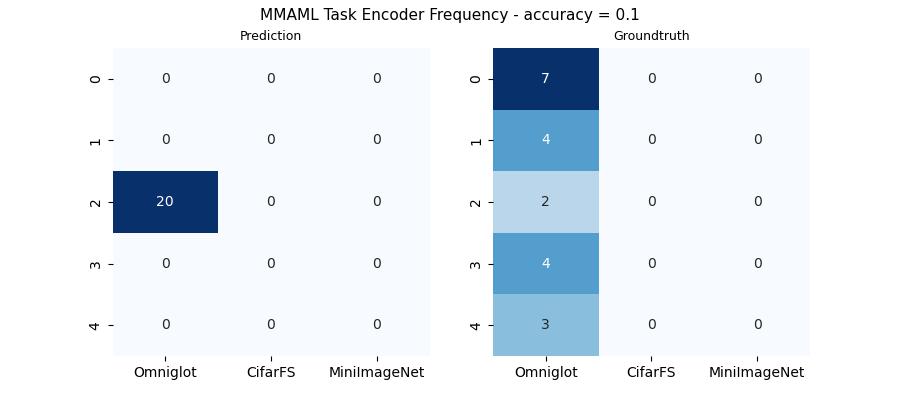 MMAML Task Encoder Frequency - accuracy = 0.1
Prediction
0 0 0 0
1 0 0 0
2 20 0 0
3 0 0 0
4 0 0 0
Omniglot CifarFS MiniImageNet
Groundtruth
0 7 0 0
1 4 0 0
2 2 0 0
3 4 0 0
4 3 0 0
Omniglot CifarFS MiniImageNet